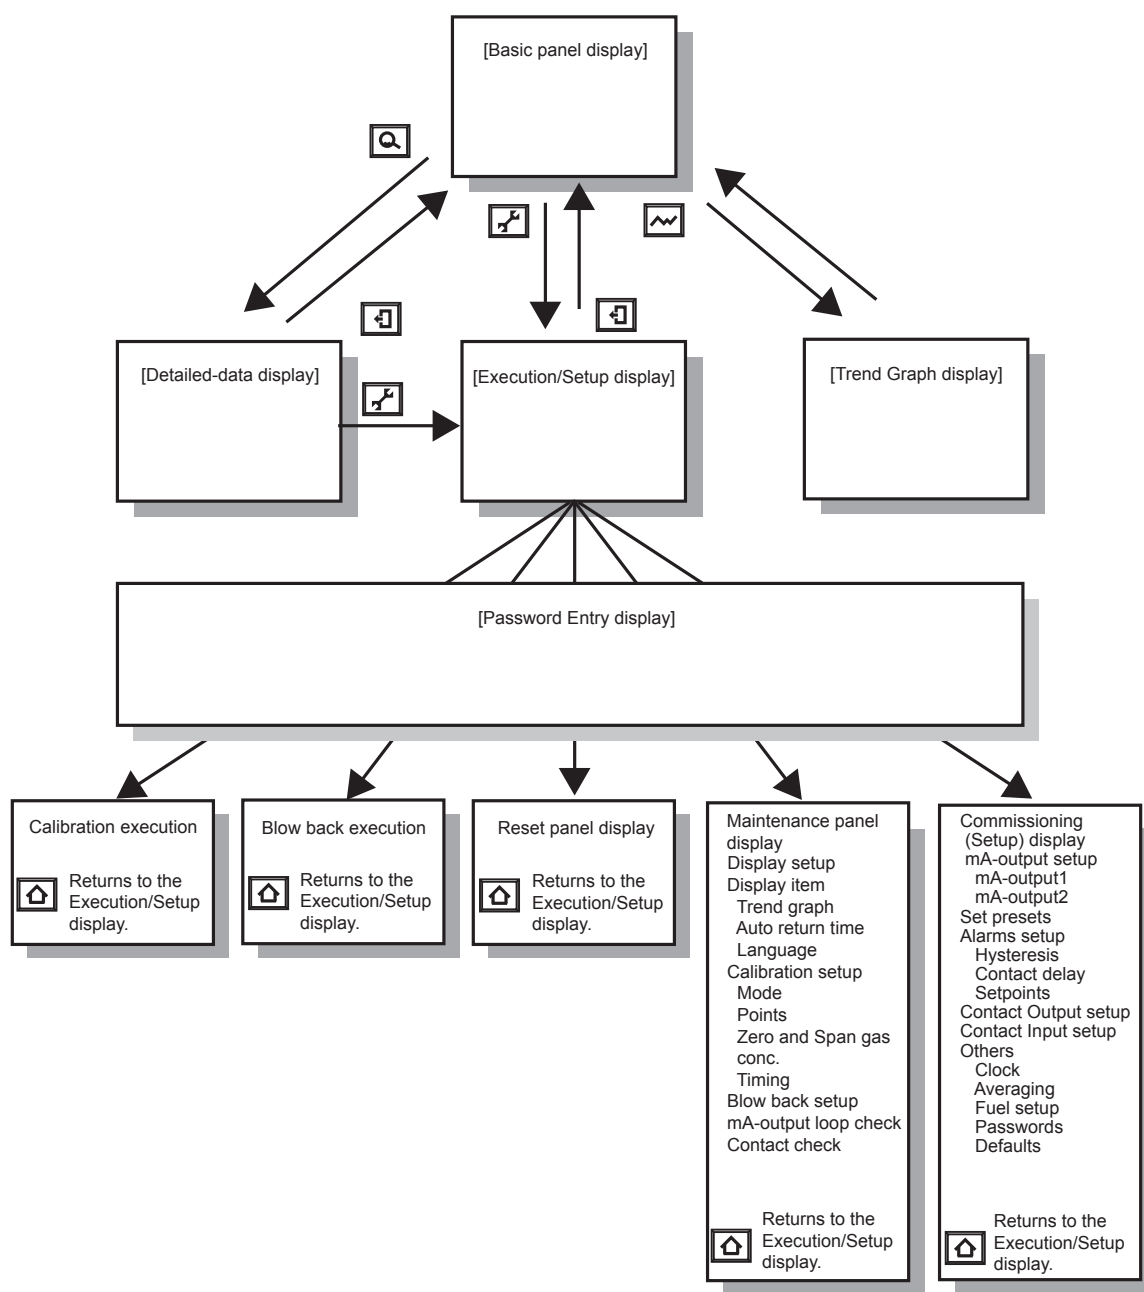 [Basic panel display]
[Detailed-data display]
[Execution/Setup display]
[Trend Graph display]
[Password Entry display]
Calibration execution
Returns to the
Execution/Setup
display.
Blow back execution
Returns to the
Execution/Setup
display.
Reset panel display
Returns to the
Execution/Setup
display.
Maintenance panel
display
Display setup
Display item
Trend graph
Auto return time
Language
Calibration setup
Mode
Points
Zero and Span gas
conc.
Timing
Blow back setup
mA-output loop check
Contact check
Returns to the
Execution/Setup
display.
Commissioning
(Setup) display
mA-output setup
mA-output1
mA-output2
Set presets
Alarms setup
Hysteresis
Contact delay
Setpoints
Contact Output setup
Contact Input setup
Others
Clock
Averaging
Fuel setup
Passwords
Defaults
Returns to the
Execution/Setup
display.